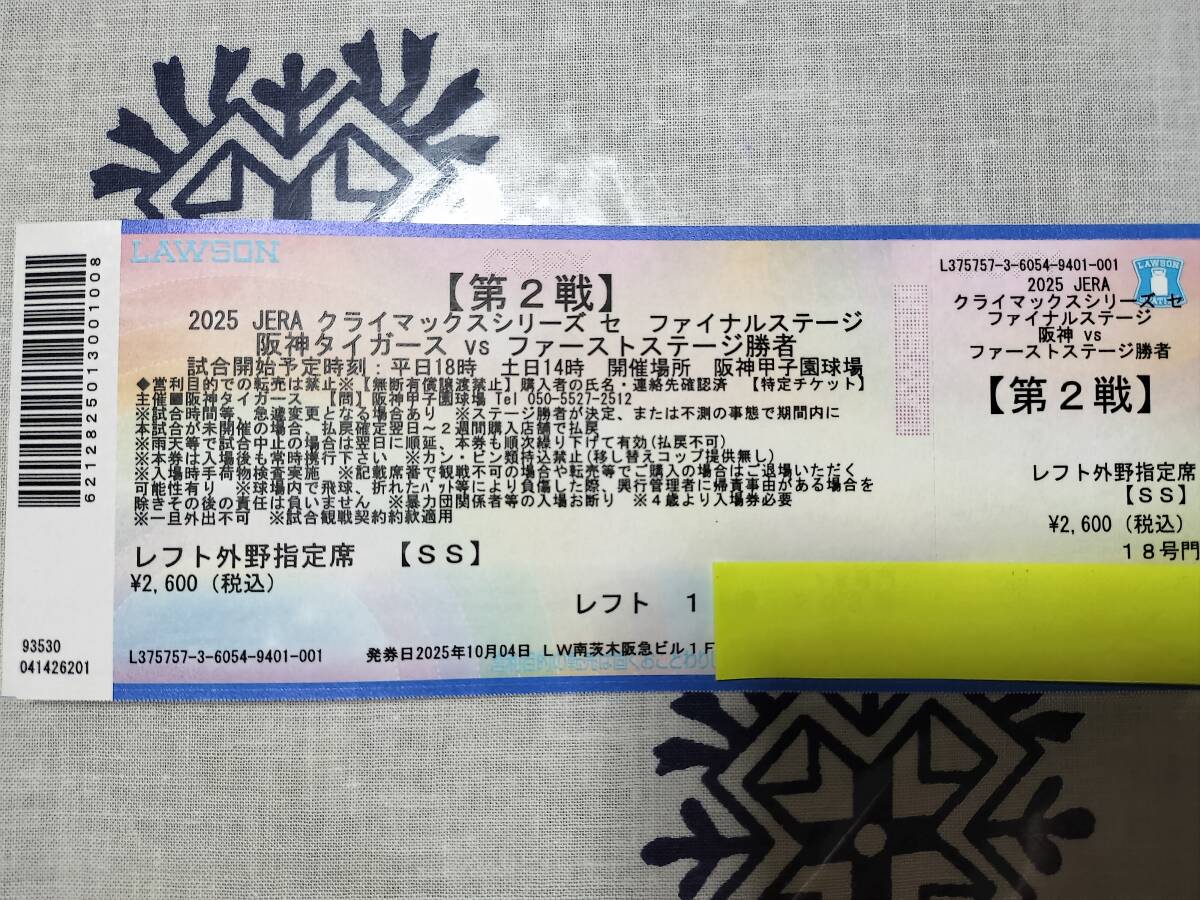 LAWSON
COPY
【第2戦】
2025 JERA クライマックスシリーズ セ ファイナルステージ
阪神タイガース vs ファーストステージ勝者
試合開始予定時刻：平日18時 土日14時 開催場所 阪神甲子園球場
◆営利目的での転売は禁止※【無断有償譲渡禁止】購入者の氏名・連絡先確認済 【特定チケット】
主催▦阪神タイガース 【問】阪神甲子園球場 Tel 050-5527-2512
※試合時間等、急遽変更となる場合あり ※ステージ勝者が決定、または不測の事態で期間内に
本試合が未開催の場合、払戻確定翌日～2週間購入店舗で払戻
※雨天等で試合中止の場合は翌日に順延、本券も順次繰り下げて有効(払戻不可)
※本券は入場後も常時携行下さい ※カン・ビン類持込禁止(移し替えコップ提供無し)
※入場時手荷物検査実施 ※記載席番で観戦不可の場合や転売等でご購入の場合はご退場いただく
可能性有り ※球場内で飛球、折れたバット等により負傷した際、興行管理者に帰責事由がある場合を
除きその後の責任は負いません ※暴力団関係者等の入場お断り ※4歳より入場券必要
※一旦外出不可 ※試合観戦契約約款適用
レフト外野指定席 【SS】
¥2,600 (税込)
レフト 1
L375757-3-6054-9401-001 発券日2025年10月04日 LW南茨木阪急ビル1F
6212825013001008
93530
041426201
L375757-3-6054-9401-001
LAWSON
2025 JERA
クライマックスシリーズ セ
ファイナルステージ
阪神 vs
ファーストステージ勝者
【第2戦】
レフト外野指定席
【SS】
¥2,600 (税込)
18号門